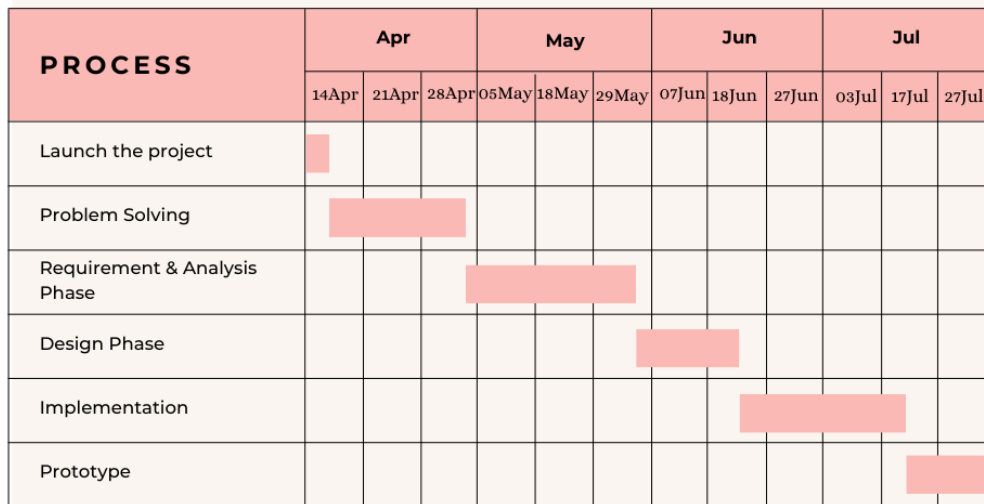 PROCESS
Apr May Jun Jul
14Apr 21Apr 28Apr 05May 18May 29May 07Jun 18Jun 27Jun 03Jul 17Jul 27Jul
Launch the project
Problem Solving
Requirement & Analysis
Phase
Design Phase
Implementation
Prototype